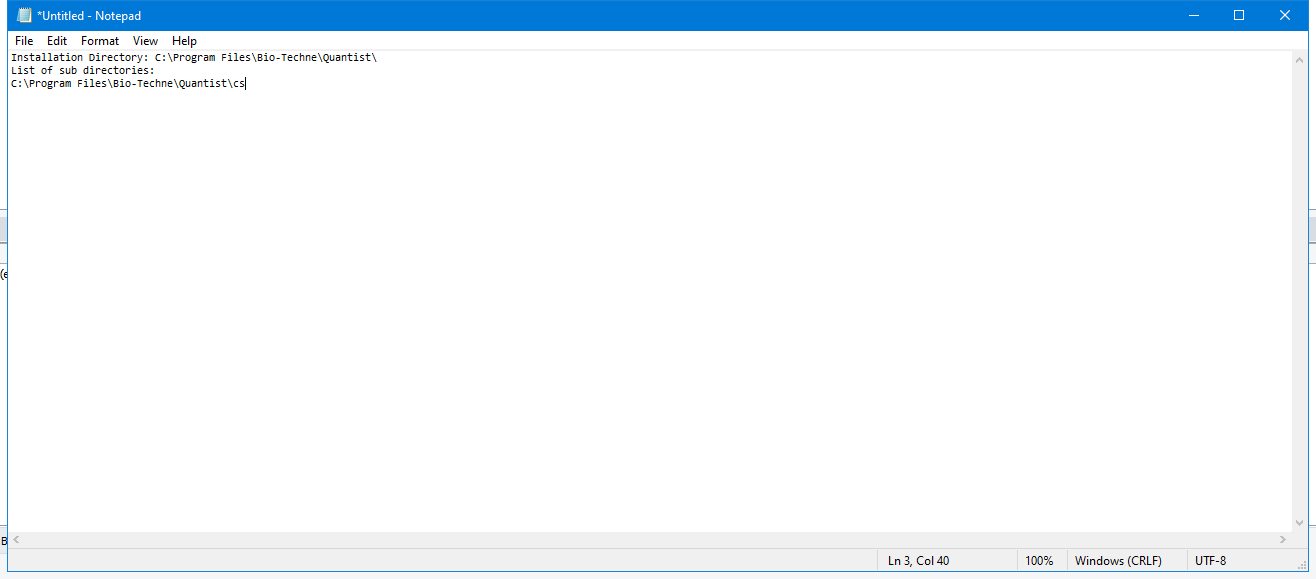 *Untitled - Notepad
File Edit Format View Help
Installation Directory: C:\Program Files\Bio-Techne\Quantist\
List of sub directories:
C:\Program Files\Bio-Techne\Quantist\cs
(e
B
Ln 3, Col 40 100% Windows (CRLF) UTF-8